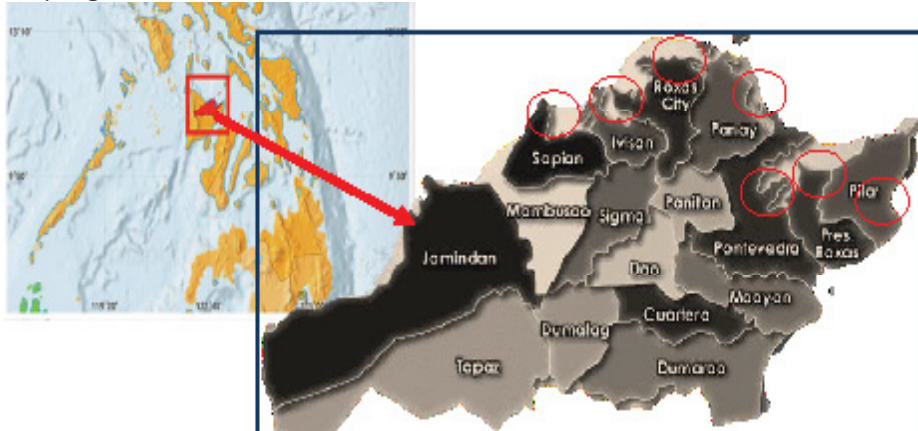 Roxas
City
Panay
Ivisan
Sapian
Pilar
Mambusao
Sigma
Panitan
Pres.
Roxas
Pontevedra
Jamindan
Dao
Maayon
Cuartero
Dumalag
Tapaz
Dumarao